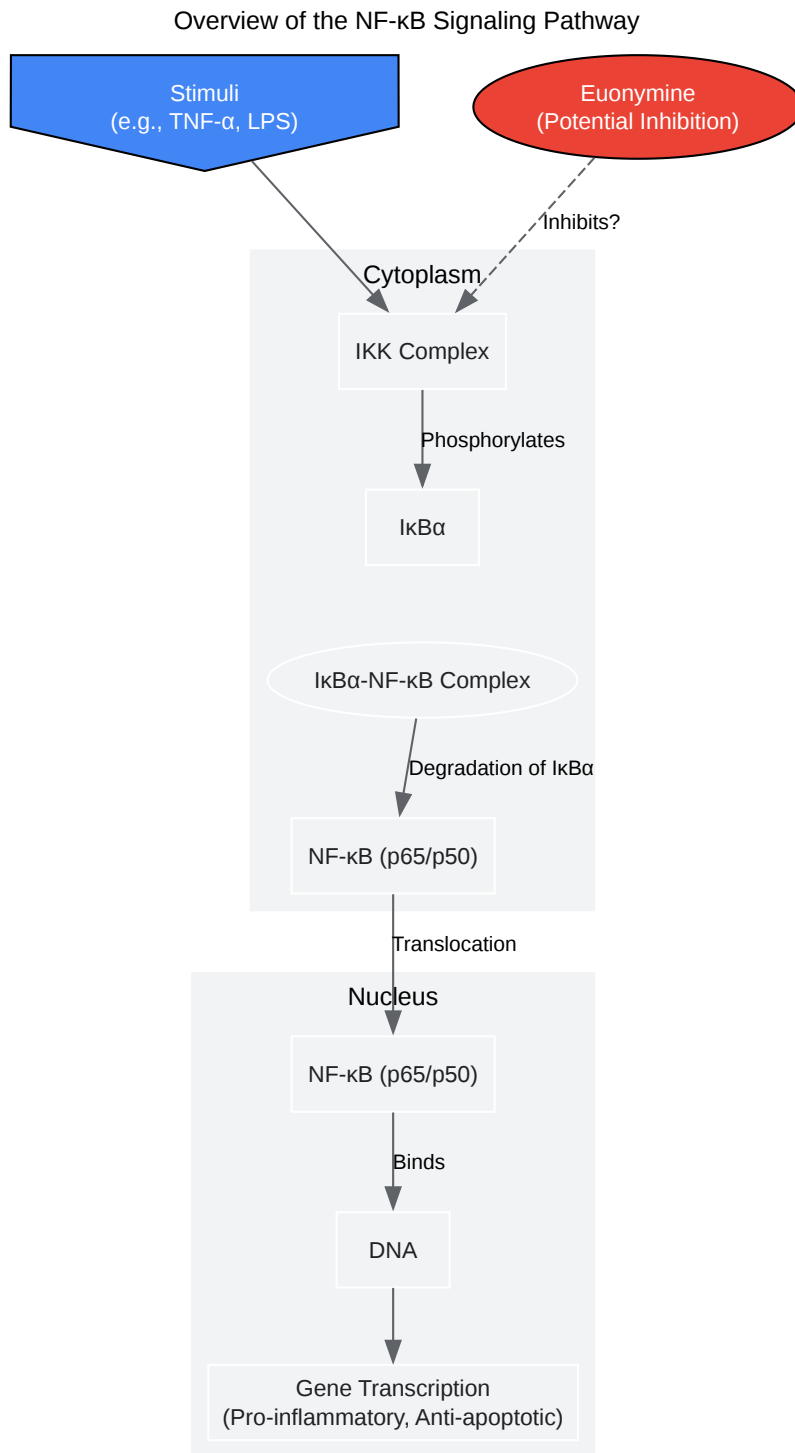 Overview of the NF-κB Signaling Pathway
Stimuli
(e.g., TNF-α, LPS)
Euonymine
(Potential Inhibition)
Inhibits?
Cytoplasm
IKK Complex
Phosphorylates
IκBα
IκBα-NF-κB Complex
Degradation of IκBα
NF-κB (p65/p50)
Translocation
Nucleus
NF-κB (p65/p50)
Binds
DNA
Gene Transcription
(Pro-inflammatory, Anti-apoptotic)